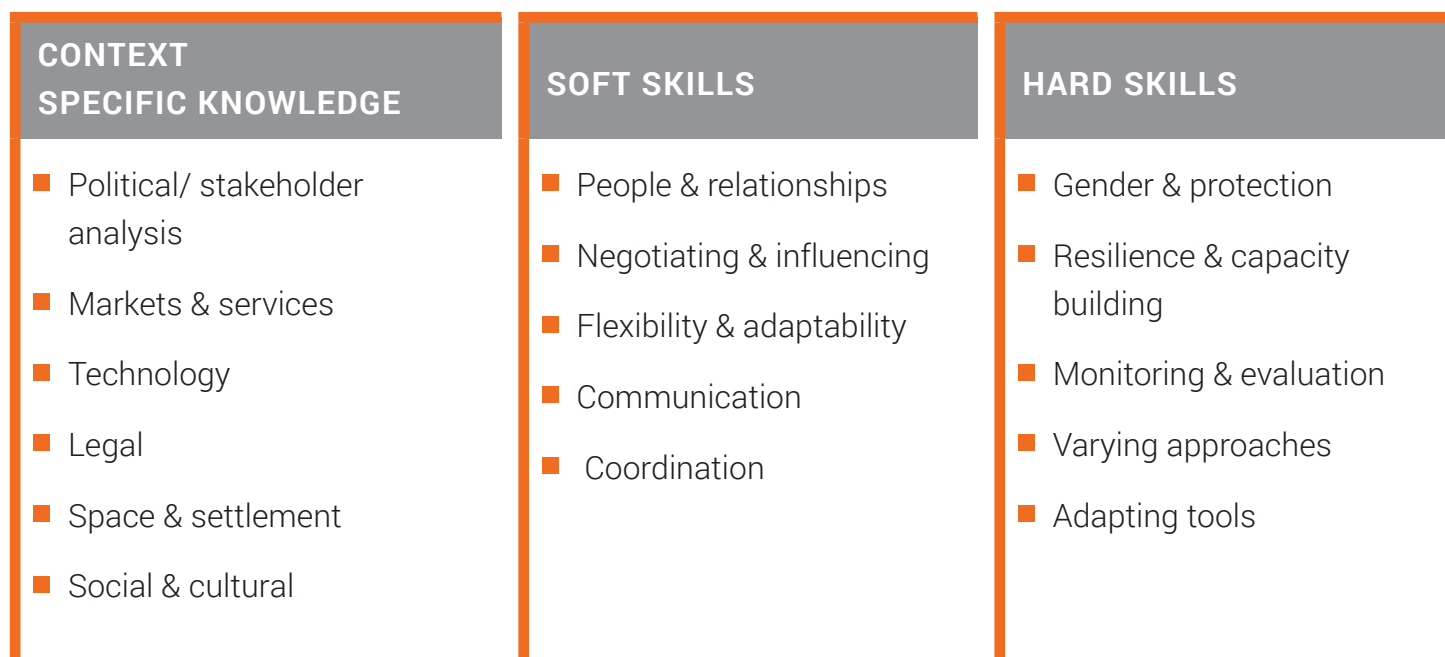 CONTEXT
SPECIFIC KNOWLEDGE
Political/ stakeholder
analysis
Markets & services
Technology
Legal
Space & settlement
Social & cultural
SOFT SKILLS
People & relationships
Negotiating & influencing
Flexibility & adaptability
Communication
Coordination
HARD SKILLS
Gender & protection
Resilience & capacity
building
Monitoring & evaluation
Varying approaches
Adapting tools